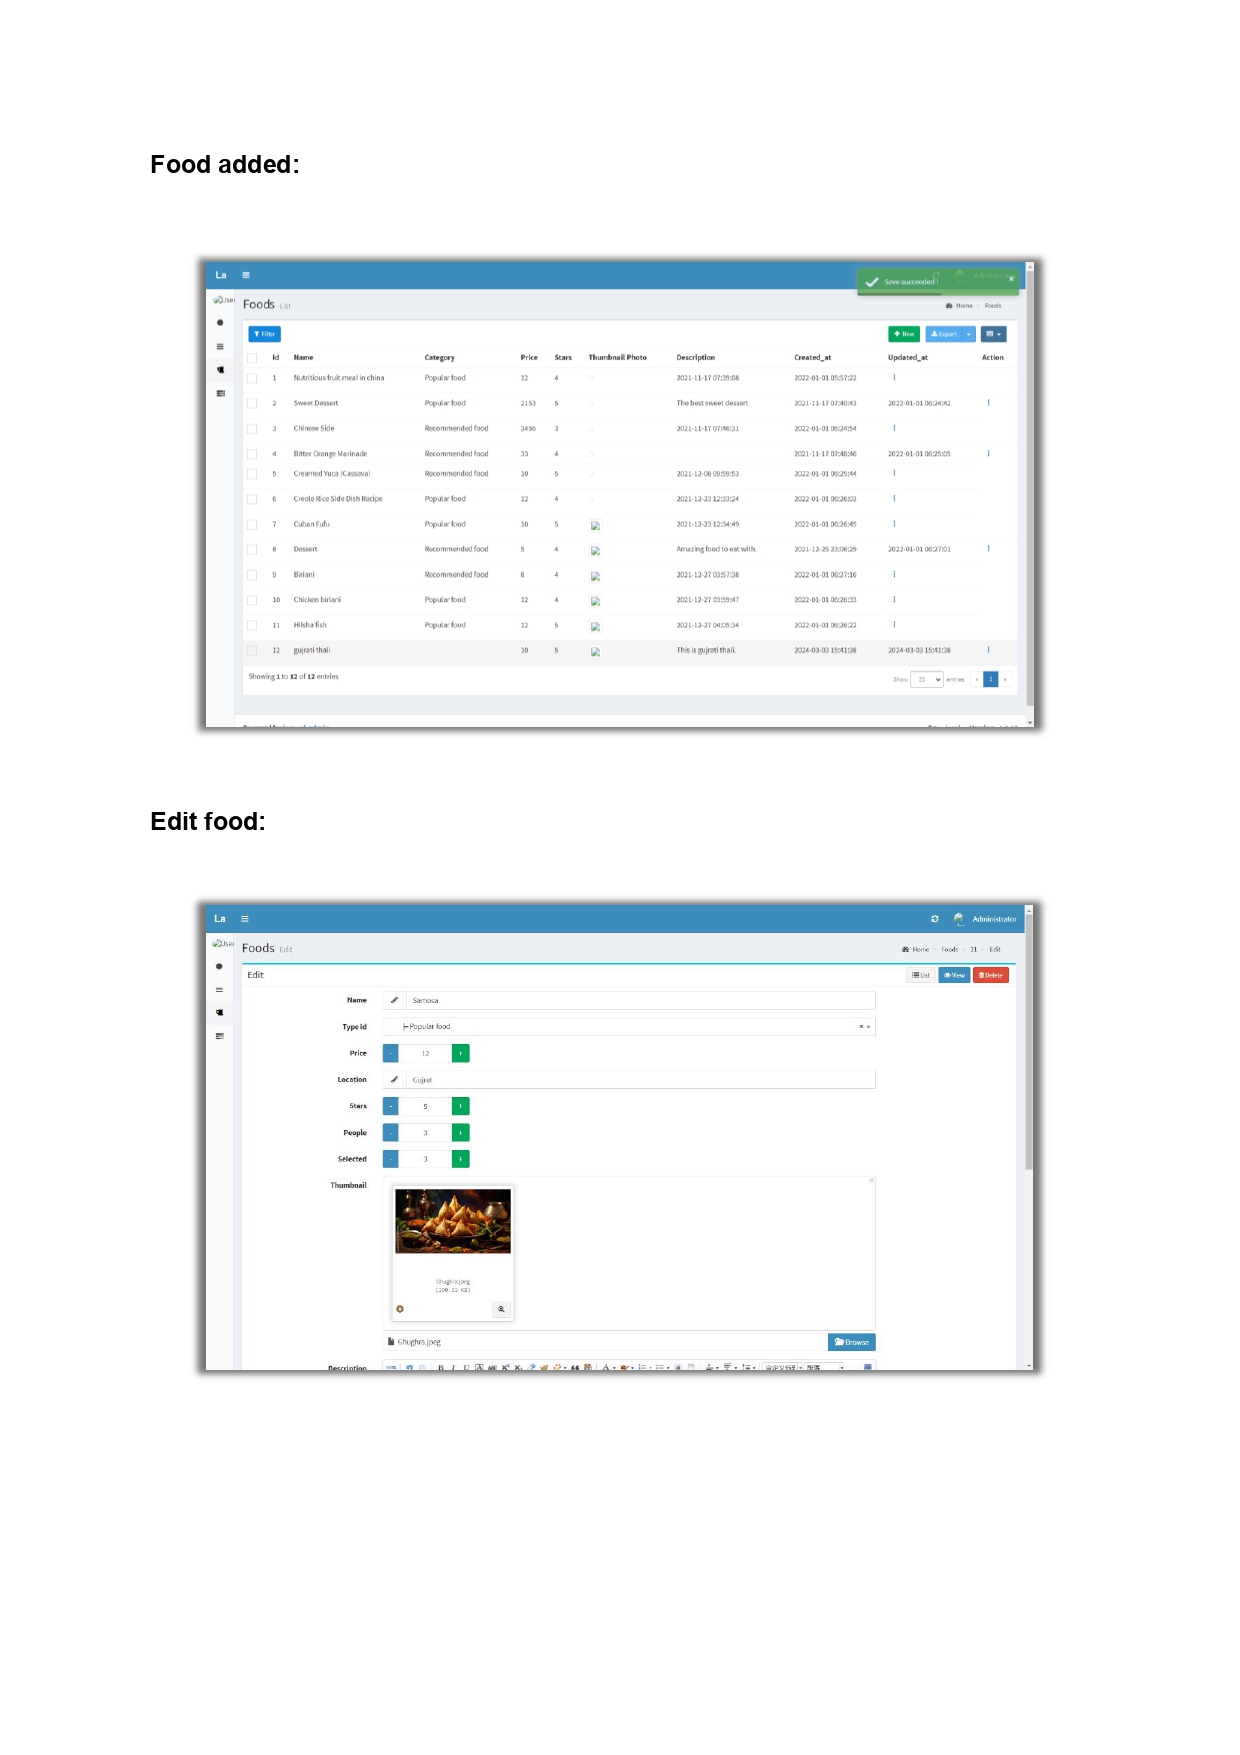 Food added:
La
Save succeeded !
Administrator
Foods List
Home > Foods
Filter
New Export
Id Name Category Price Stars Thumbnail Photo Description Created_at Updated_at Action
1 Nutritious fruit meal in china Popular food 12 4 2021-11-17 07:39:08 2022-01-01 05:57:22
2 Sweet Dessert Popular food 2153 5 The best sweet dessert 2021-11-17 07:40:43 2022-01-01 06:24:42
3 Chinese Side Recommended food 3 2021-11-17 07:46:31 2022-01-01 06:24:54
4 Bitter Orange Marinade Recommended food 33 4 2021-11-17 07:48:46 2022-01-01 06:25:05
5 Creamed Yuca (Cassava) Recommended food 10 5 2021-12-08 09:59:53 2022-01-01 06:25:44
6 Creole Rice Side Dish Recipe Popular food 12 4 2021-12-23 12:33:24 2022-01-01 06:26:03
7 Cuban Fufu Popular food 10 5 2021-12-23 12:34:49 2022-01-01 06:26:45
8 Dessert Recommended food 5 4 Amazing food to eat with. 2021-12-25 23:06:29 2022-01-01 06:27:01
9 Biriani Recommended food 8 4 2021-12-27 03:57:38 2022-01-01 06:27:16
10 Chicken biriani Popular food 12 4 2021-12-27 03:59:47 2022-01-01 06:26:33
11 Hilsha fish Popular food 12 5 2021-12-27 04:05:34 2022-01-01 06:26:22
12 gujrati thali 10 5 This is gujrati thali. 2024-03-03 15:41:38 2024-03-03 15:41:38
Showing 1 to 12 of 12 entries
Show 20 entries 1
Edit food:
La
Administrator
Foods Edit
Home > Foods > 11 > Edit
Edit
List View Delete
Name Samosa
Type id Popular food
Price - 12 +
Location Gujrat
Stars - 5 +
People - 3 +
Selected - 3 +
Thumbnail
Ghughra.jpeg
Ghughra.jpeg
Browse
Description